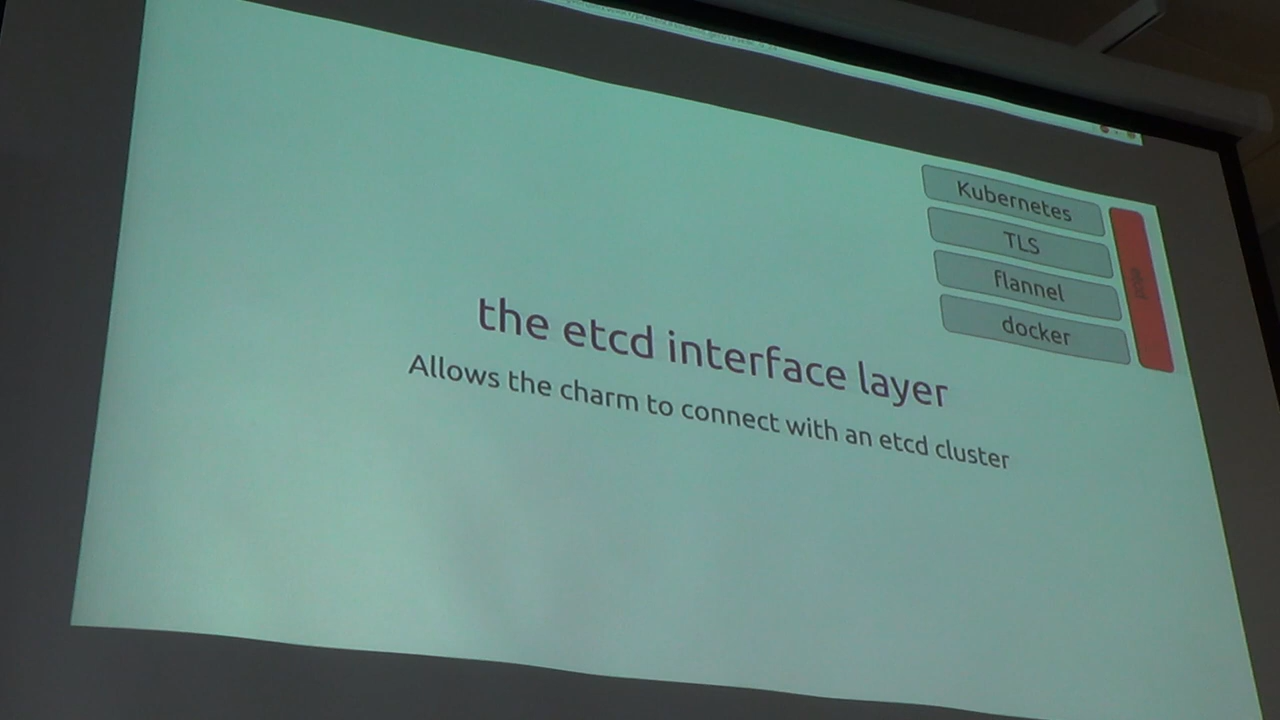 Kubernetes
TLS
flannel
docker
etcd
the etcd interface layer
Allows the charm to connect with an etcd cluster